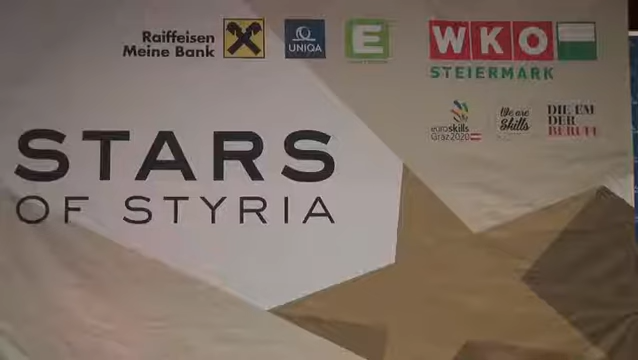 Raiffeisen
Meine Bank
UNIQA
E
WKO
STEIERMARK
euroskills
Graz2020
We are
Skills
DIE EM
DER
BERUFE
STARS
OF STYRIA